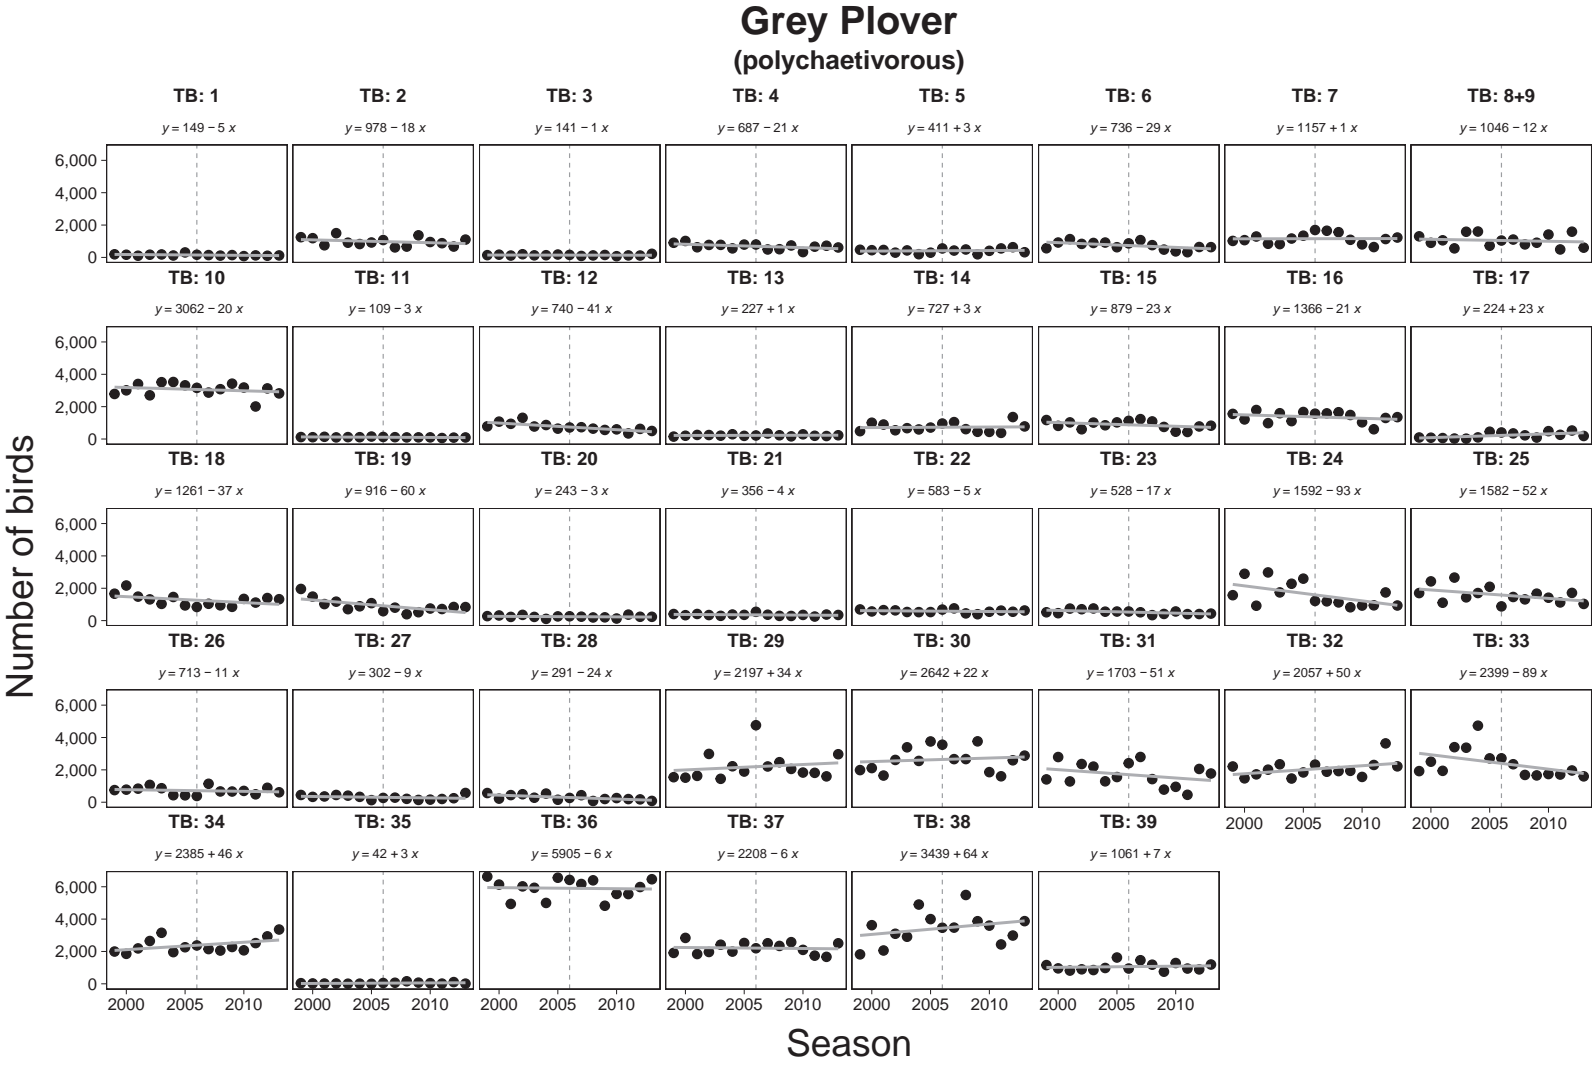 Grey Plover
(polychaetivorous)
TB: 1 TB: 2 TB: 3 TB: 4 TB: 5 TB: 6 TB: 7 TB: 8+9
y = 149 − 5 x y = 978 − 18 x y = 141 − 1 x y = 687 − 21 x y = 411 + 3 x y = 736 − 29 x y = 1157 + 1 x y = 1046 − 12 x
6,000
4,000
2,000
0
TB: 10 TB: 11 TB: 12 TB: 13 TB: 14 TB: 15 TB: 16 TB: 17
y = 3062 − 20 x y = 109 − 3 x y = 740 − 41 x y = 227 + 1 x y = 727 + 3 x y = 879 − 23 x y = 1366 − 21 x y = 224 + 23 x
6,000
4,000
2,000
0
TB: 18 TB: 19 TB: 20 TB: 21 TB: 22 TB: 23 TB: 24 TB: 25
y = 1261 − 37 x y = 916 − 60 x y = 243 − 3 x y = 356 − 4 x y = 583 − 5 x y = 528 − 17 x y = 1592 − 93 x y = 1582 − 52 x
6,000
4,000
2,000
0
TB: 26 TB: 27 TB: 28 TB: 29 TB: 30 TB: 31 TB: 32 TB: 33
y = 713 − 11 x y = 302 − 9 x y = 291 − 24 x y = 2197 + 34 x y = 2642 + 22 x y = 1703 − 51 x y = 2057 + 50 x y = 2399 − 89 x
6,000
4,000
2,000
0
2000 2005 2010 2000 2005 2010
TB: 34 TB: 35 TB: 36 TB: 37 TB: 38 TB: 39
y = 2385 + 46 x y = 42 + 3 x y = 5905 − 6 x y = 2208 − 6 x y = 3439 + 64 x y = 1061 + 7 x
6,000
4,000
2,000
0
2000 2005 2010 2000 2005 2010 2000 2005 2010 2000 2005 2010 2000 2005 2010 2000 2005 2010
Number of birds
Season